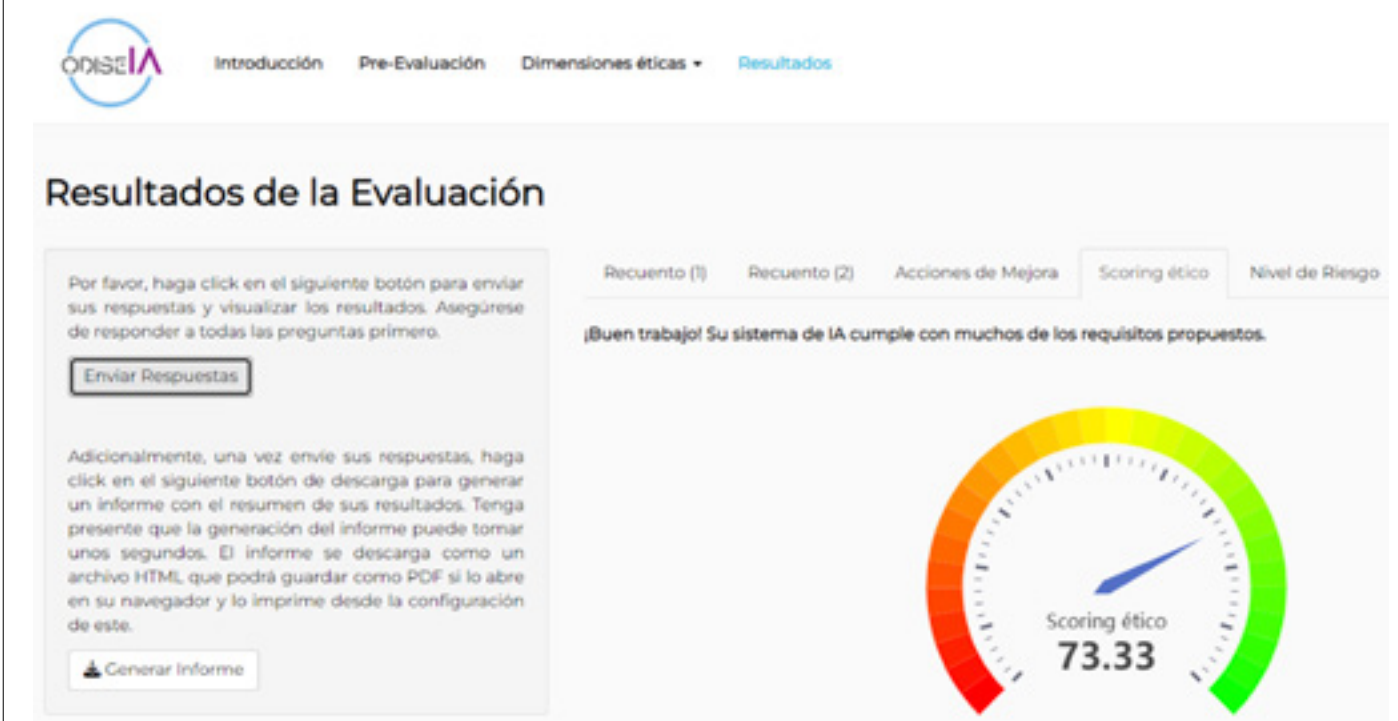 ODISEIA
Introducción Pre-Evaluación Dimensiones éticas Resultados
Resultados de la Evaluación
Por favor, haga click en el siguiente botón para enviar
sus respuestas y visualizar los resultados. Asegúrese
de responder a todas las preguntas primero.
Enviar Respuestas
Adicionalmente, una vez envíe sus respuestas, haga
click en el siguiente botón de descarga para generar
un informe con el resumen de sus resultados. Tenga
presente que la generación del informe puede tomar
unos segundos. El informe se descarga como un
archivo HTML que podrá guardar como PDF si lo abre
en su navegador y lo imprime desde la configuración
de este.
Generar Informe
Recuento (1) Recuento (2) Acciones de Mejora Scoring ético Nivel de Riesgo
¡Buen trabajo! Su sistema de IA cumple con muchos de los requisitos propuestos.
Scoring ético
73.33